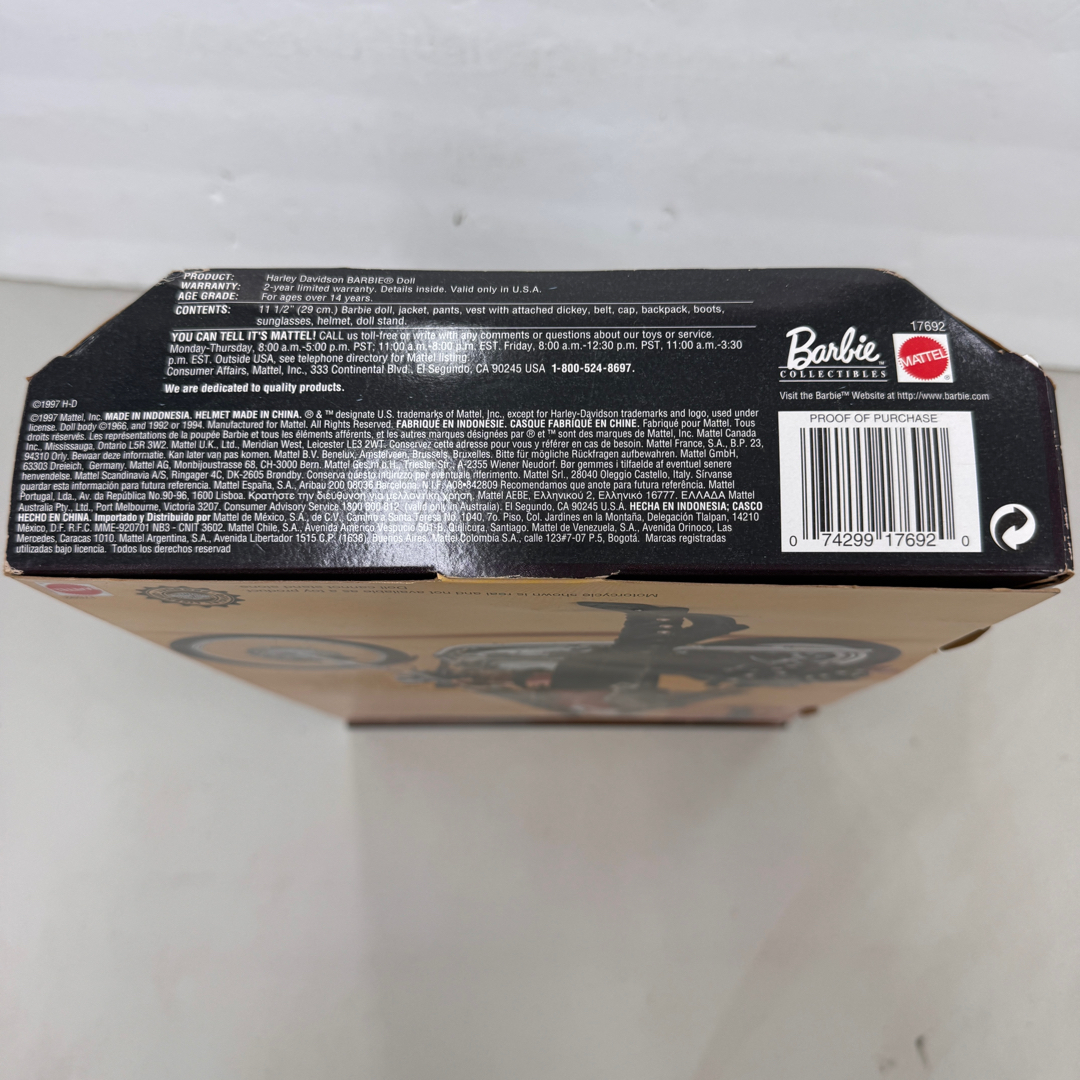 PRODUCT: Harley Davidson BARBIE® Doll
WARRANTY: 2-year limited warranty. Details inside. Valid only in U.S.A.
AGE GRADE: For ages over 14 years.
CONTENTS: 11 1/2" (29 cm.) Barbie doll, jacket, pants, vest with attached dickey, belt, cap, backpack, boots,
sunglasses, helmet, doll stand.
YOU CAN TELL IT'S MATTEL! CALL us toll-free or write with any comments or questions about our toys or service.
Monday-Thursday, 8:00 a.m.-5:00 p.m. PST; 11:00 a.m.-8:00 p.m. EST. Friday, 8:00 a.m.-12:30 p.m. PST, 11:00 a.m.-3:30
p.m. EST. Outside USA, see telephone directory for Mattel listing.
Consumer Affairs, Mattel, Inc., 333 Continental Blvd., El Segundo, CA 90245 USA 1-800-524-8697.
We are dedicated to quality products.
17692
Barbie™
COLLECTIBLES
MATTEL®
Visit the Barbie™ Website at http://www.barbie.com
©1997 H-D
©1997 Mattel, Inc. MADE IN INDONESIA. HELMET MADE IN CHINA. ® & ™ designate U.S. trademarks of Mattel, Inc., except for Harley-Davidson trademarks and logo, used under
license. Doll body ©1966, and 1992 or 1994. Manufactured for Mattel. All Rights Reserved. FABRIQUÉ EN INDONÉSIE. CASQUE FABRIQUÉ EN CHINE. Fabriqué pour Mattel. Tous
droits réservés. Les représentations de la poupée Barbie et tous les éléments afférents, et les autres marques désignées par ® et ™ sont des marques de Mattel, Inc. Mattel Canada
Inc., Mississauga, Ontario L5R 3W2. Mattel U.K., Ltd., Meridian West, Leicester LE3 2WT. Conservez cette adresse pour vous y référer en cas de besoin. Mattel France, S.A., B.P. 23,
94310 Orly. Bewaar deze informatie. Kan later van pas komen. Mattel B.V. Benelux, Amstelveen, Brussels, Bruxelles. Bitte für mögliche Rückfragen aufbewahren. Mattel GmbH,
63303 Dreieich, Germany. Mattel AG, Monbijoustrasse 68, CH-3000 Bern. Mattel Ges.m.b.H., Triester Str., A-2355 Wiener Neudorf. Bør gemmes i tilfaelde af eventuel senere
henvendelse. Mattel Scandinavia A/S, Ringager 4C, DK-2605 Brøndby. Conserva questo indirizzo per eventuale riferimento. Mattel Srl., 28040 Oleggio Castello, Italy. Sírvanse
guardar esta información para futura referencia. Mattel España, S.A., Aribau 200 08036 Barcelona. N.I.F. A08-842809 Recomendamos que anote para futura referência. Mattel
Portugal, Lda., Av. da República No.90-96, 1600 Lisboa. Κρατήστε την διεύθυνση για μελλοντική χρήση. Mattel AEBE, Ελληνικού 2, Ελληνικό 16777. ΕΛΛΑΔΑ Mattel
Australia Pty., Ltd., Port Melbourne, Victoria 3207. Consumer Advisory Service 1800 800 812 (valid only in Australia). El Segundo, CA 90245 U.S.A. HECHA EN INDONESIA; CASCO
HECHO EN CHINA. Importado y Distribuido por Mattel de México, S.A., de C.V., Camino a Santa Teresa No. 1040, 7o. Piso, Col. Jardines en la Montaña, Delegación Tlalpan, 14210
México, D.F. R.F.C. MME-920701 NB3 - CNIT 3602. Mattel Chile, S.A., Avenida Américo Vespucio 501-B, Quilicura, Santiago. Mattel de Venezuela, S.A., Avenida Orinoco, Las
Mercedes, Caracas 1010. Mattel Argentina, S.A., Avenida Libertador 1515 C.P. (1638), Buenos Aires. Mattel Colombia S.A., calle 123#7-07 P.5, Bogotá. Marcas registradas
utilizadas bajo licencia. Todos los derechos reservad
PROOF OF PURCHASE
0 74299 17692 0
Motorcycle shown is real and not available as a toy product.